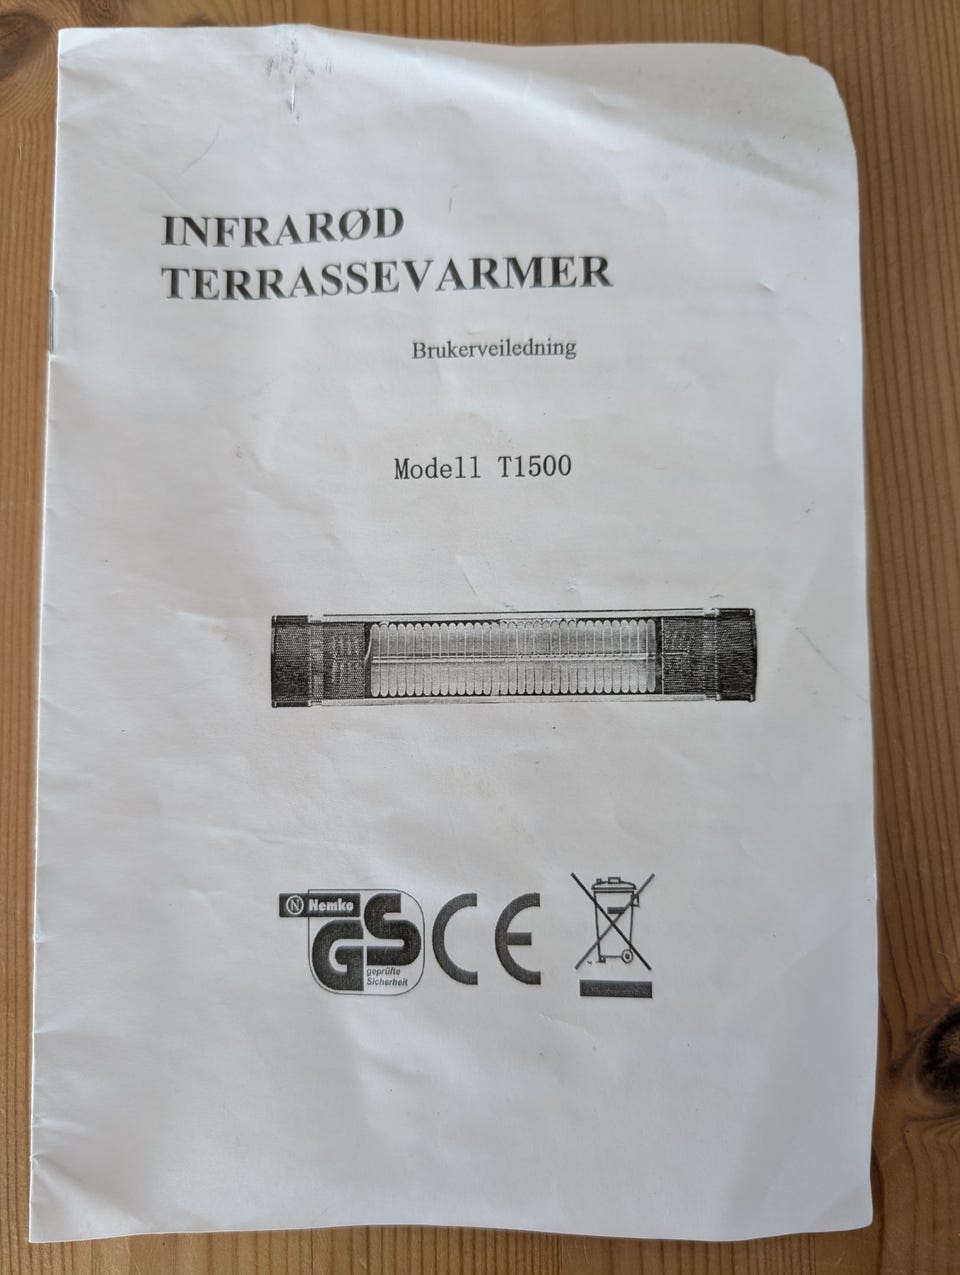 INFRARØD
TERRASSEVARMER
Brukerveiledning
Modell T1500
N Nemko
GS
geprüfte
Sicherheit
CE